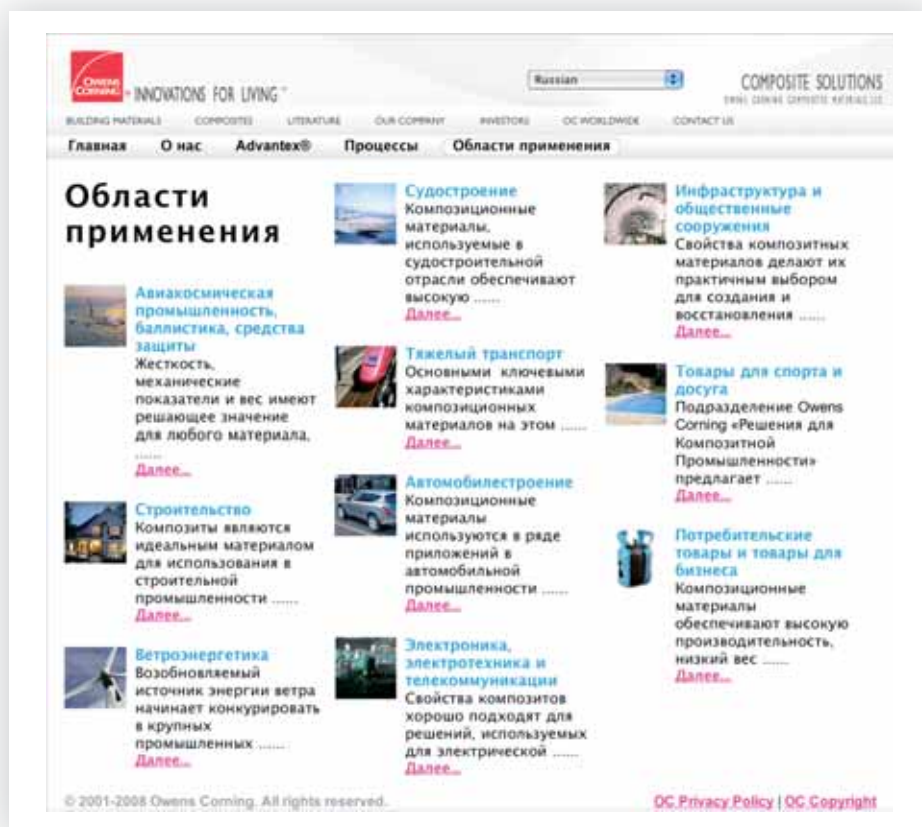 OWENS
CORNING
INNOVATIONS FOR LIVING™
Russian
COMPOSITE SOLUTIONS
OWENS CORNING COMPOSITE MATERIALS, LLC
BUILDING MATERIALS COMPOSITES LITERATURE OUR COMPANY INVESTORS OC WORLDWIDE CONTACT US
Главная О нас Advantex® Процессы Области применения
Области
применения
Авиакосмическая
промышленность,
баллистика, средства
защиты
Жесткость,
механические
показатели и вес имеют
решающее значение
для любого материала,
......
Далее...
Строительство
Композиты являются
идеальным материалом
для использования в
строительной
промышленности ......
Далее...
Ветроэнергетика
Возобновляемый
источник энергии ветра
начинает конкурировать
в крупных
промышленных ......
Далее...
Судостроение
Композиционные
материалы,
используемые в
судостроительной
отрасли обеспечивают
высокую ......
Далее...
Тяжелый транспорт
Основными ключевыми
характеристиками
композиционных
материалов на этом ......
Далее...
Автомобилестроение
Композиционные
материалы
используются в ряде
приложений в
автомобильной
промышленности ......
Далее...
Электроника,
электротехника и
телекоммуникации
Свойства композитов
хорошо подходят для
решений, используемых
для электрической ......
Далее...
Инфраструктура и
общественные
сооружения
Свойства композитных
материалов делают их
практичным выбором
для создания и
восстановления ......
Далее...
Товары для спорта и
досуга
Подразделение Owens
Corning «Решения для
Композитной
Промышленности»
предлагает ......
Далее...
Потребительские
товары и товары для
бизнеса
Композиционные
материалы
обеспечивают высокую
производительность,
низкий вес ......
Далее...
© 2001-2008 Owens Corning. All rights reserved.
OC Privacy Policy | OC Copyright